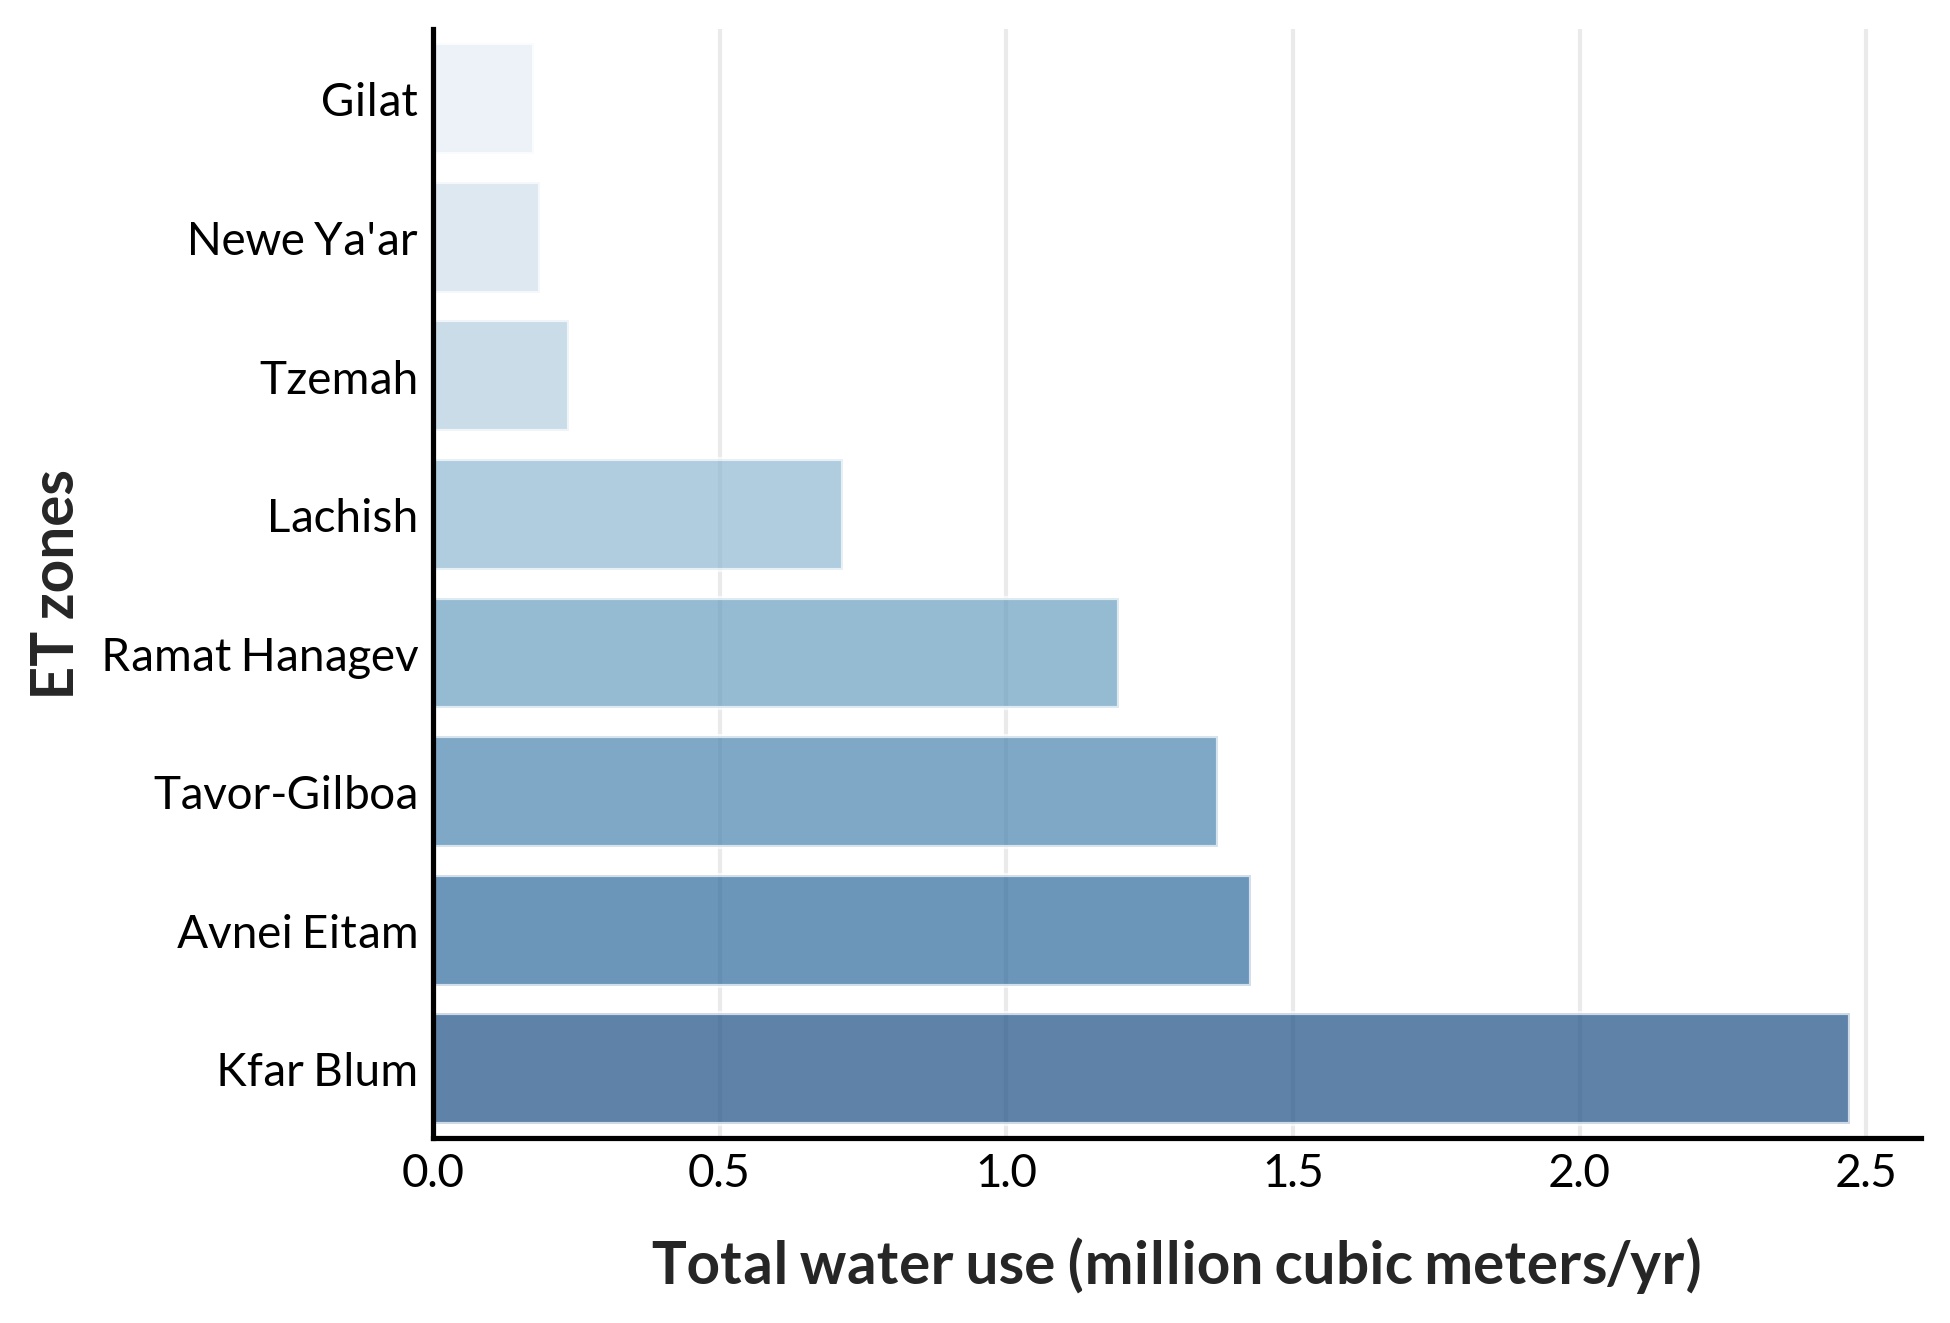 Gilat
Newe Ya'ar
Tzemah
Lachish
Ramat Hanagev
Tavor-Gilboa
Avnei Eitam
Kfar Blum
ET zones
0.0 0.5 1.0 1.5 2.0 2.5
Total water use (million cubic meters/yr)